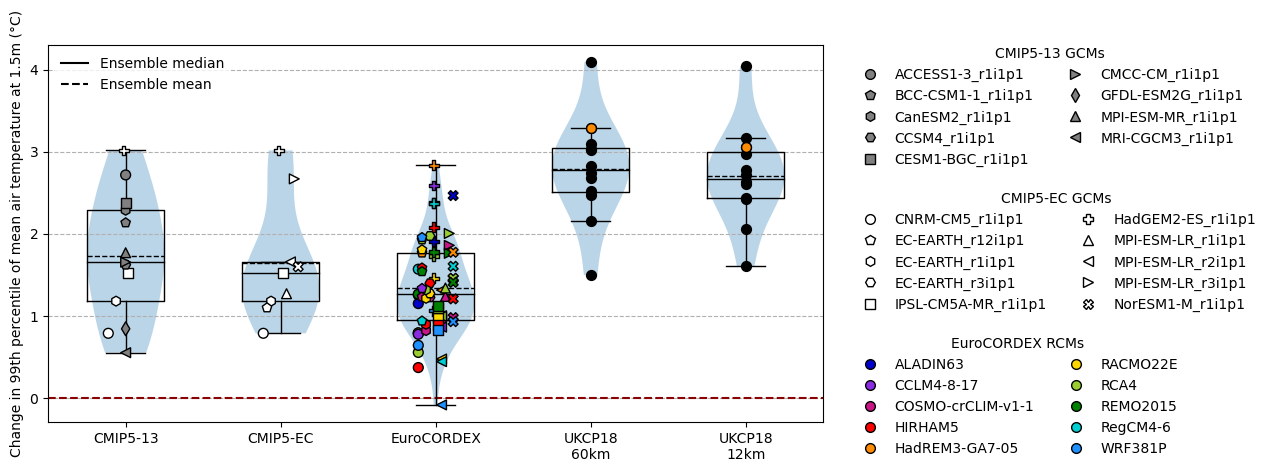 Change in 99th percentile of mean air temperature at 1.5m (°C)
4
3
2
1
0
Ensemble median
Ensemble mean
CMIP5-13
CMIP5-EC
EuroCORDEX
UKCP18
60km
UKCP18
12km
CMIP5-13 GCMs
ACCESS1-3_r1i1p1
BCC-CSM1-1_r1i1p1
CanESM2_r1i1p1
CCSM4_r1i1p1
CESM1-BGC_r1i1p1
CMCC-CM_r1i1p1
GFDL-ESM2G_r1i1p1
MPI-ESM-MR_r1i1p1
MRI-CGCM3_r1i1p1
CMIP5-EC GCMs
CNRM-CM5_r1i1p1
EC-EARTH_r12i1p1
EC-EARTH_r1i1p1
EC-EARTH_r3i1p1
IPSL-CM5A-MR_r1i1p1
HadGEM2-ES_r1i1p1
MPI-ESM-LR_r1i1p1
MPI-ESM-LR_r2i1p1
MPI-ESM-LR_r3i1p1
NorESM1-M_r1i1p1
EuroCORDEX RCMs
ALADIN63
CCLM4-8-17
COSMO-crCLIM-v1-1
HIRHAM5
HadREM3-GA7-05
RACMO22E
RCA4
REMO2015
RegCM4-6
WRF381P